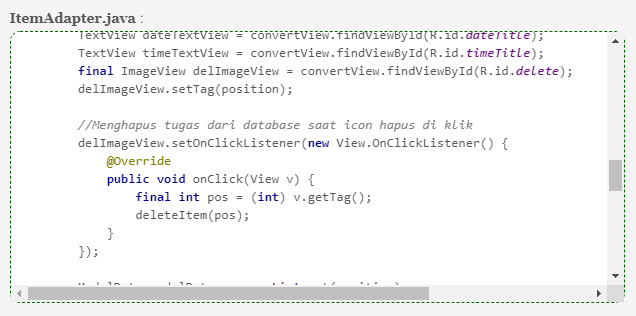 ItemAdapter.java :
TextView dateTextView = convertView.findViewById(R.id.dateTitle);
TextView timeTextView = convertView.findViewById(R.id.timeTitle);
final ImageView delImageView = convertView.findViewById(R.id.delete);
delImageView.setTag(position);
//Menghapus tugas dari database saat icon hapus di klik
delImageView.setOnClickListener(new View.OnClickListener() {
@Override
public void onClick(View v) {
final int pos = (int) v.getTag();
deleteItem(pos);
}
});